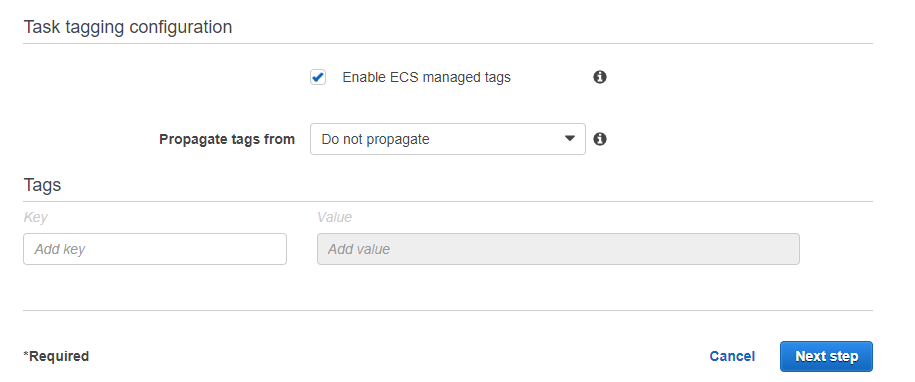 Task tagging configuration
Enable ECS managed tags
Propagate tags from Do not propagate
Tags
Key Value
Add key Add value
*Required Cancel Next step